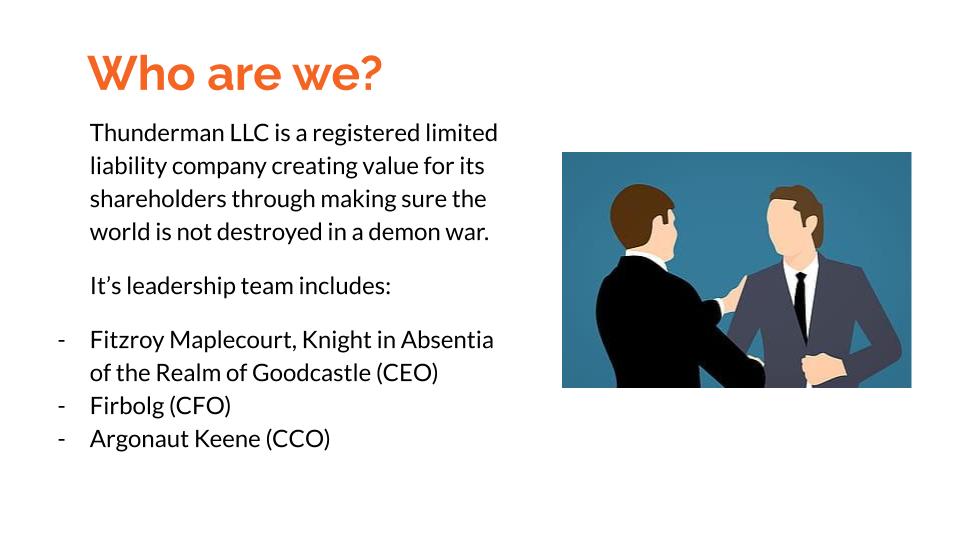 Who are we?
Thunderman LLC is a registered limited
liability company creating value for its
shareholders through making sure the
world is not destroyed in a demon war.
It’s leadership team includes:
- Fitzroy Maplecourt, Knight in Absentia
of the Realm of Goodcastle (CEO)
- Firbolg (CFO)
- Argonaut Keene (CCO)